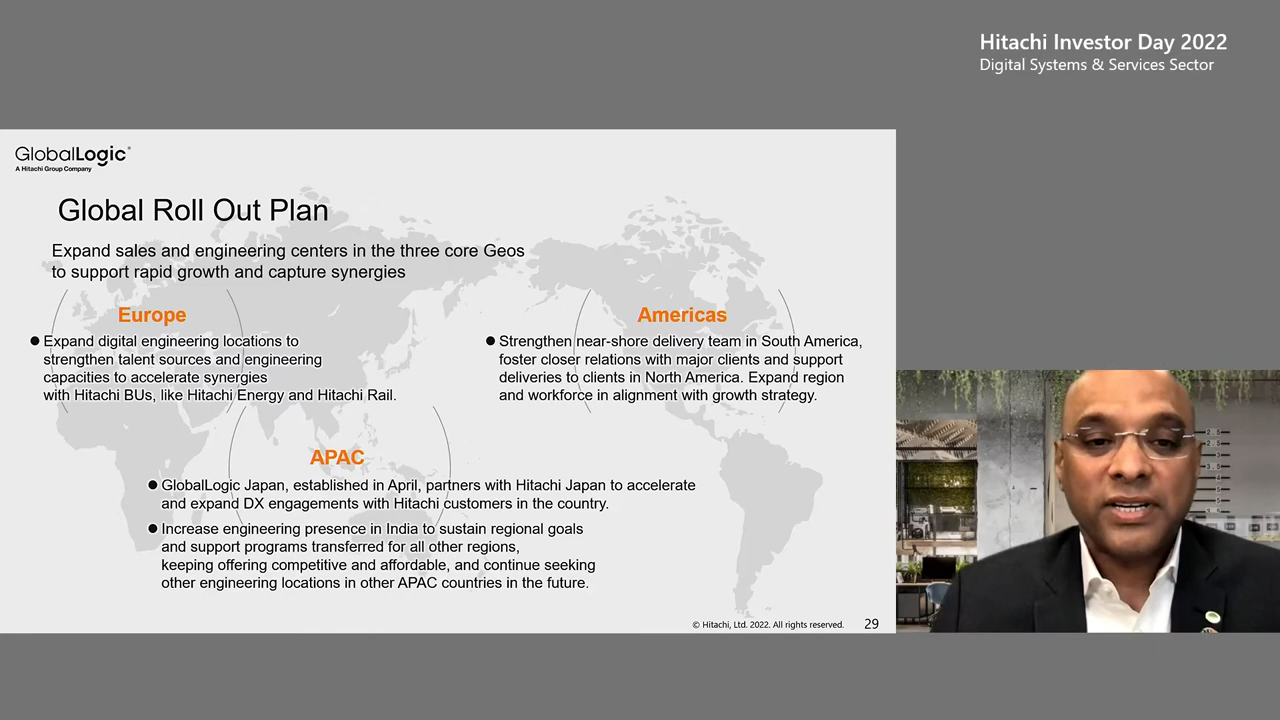 Hitachi Investor Day 2022
Digital Systems & Services Sector
GlobalLogic®
A Hitachi Group Company
Global Roll Out Plan
Expand sales and engineering centers in the three core Geos
to support rapid growth and capture synergies
Europe
● Expand digital engineering locations to
strengthen talent sources and engineering
capacities to accelerate synergies
with Hitachi BUs, like Hitachi Energy and Hitachi Rail.
Americas
● Strengthen near-shore delivery team in South America,
foster closer relations with major clients and support
deliveries to clients in North America. Expand region
and workforce in alignment with growth strategy.
APAC
● GlobalLogic Japan, established in April, partners with Hitachi Japan to accelerate
and expand DX engagements with Hitachi customers in the country.
● Increase engineering presence in India to sustain regional goals
and support programs transferred for all other regions,
keeping offering competitive and affordable, and continue seeking
other engineering locations in other APAC countries in the future.
© Hitachi, Ltd. 2022. All rights reserved. 29